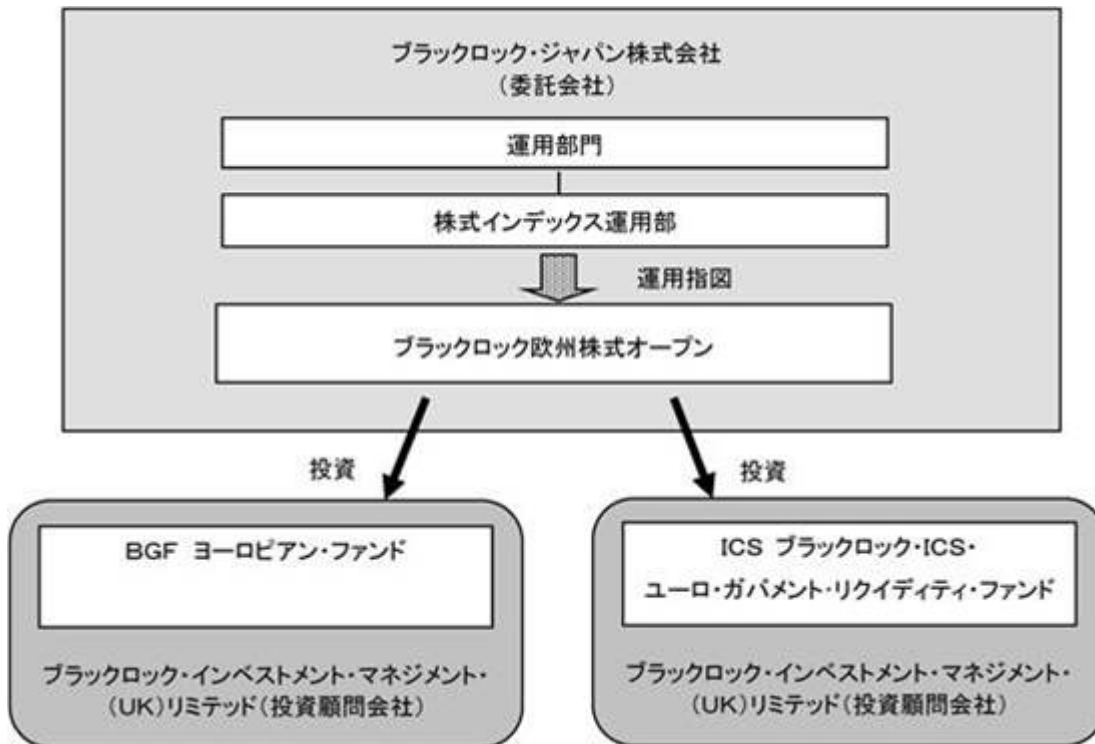 ブラックロック・ジャパン株式会社
(委託会社)
運用部門
株式インデックス運用部
運用指図
ブラックロック欧州株式オープン
投資
投資
BGF ヨーロピアン・ファンド
ブラックロック・インベストメント・マネジメント・
(UK)リミテッド(投資顧問会社)
ICS ブラックロック・ICS・
ユーロ・ガバメント・リクイディティ・ファンド
ブラックロック・インベストメント・マネジメント・
(UK)リミテッド(投資顧問会社)